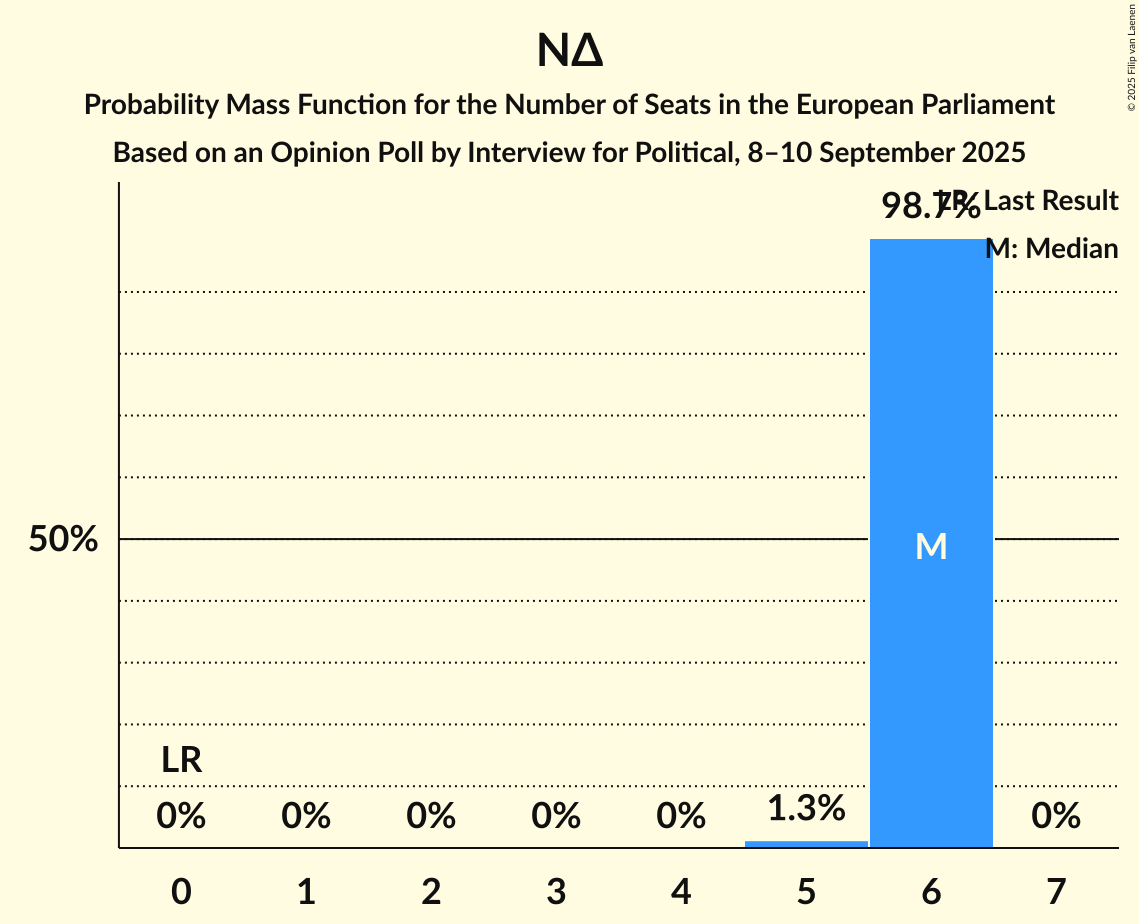 ΝΔ
Probability Mass Function for the Number of Seats in the European Parliament
Based on an Opinion Poll by Interview for Political, 8–10 September 2025
© 2025 Filip van Laenen
LR: Last Result
M: Median
98.7%
50%
M
LR
0% 0% 0% 0% 0% 1.3% 0%
0 1 2 3 4 5 6 7